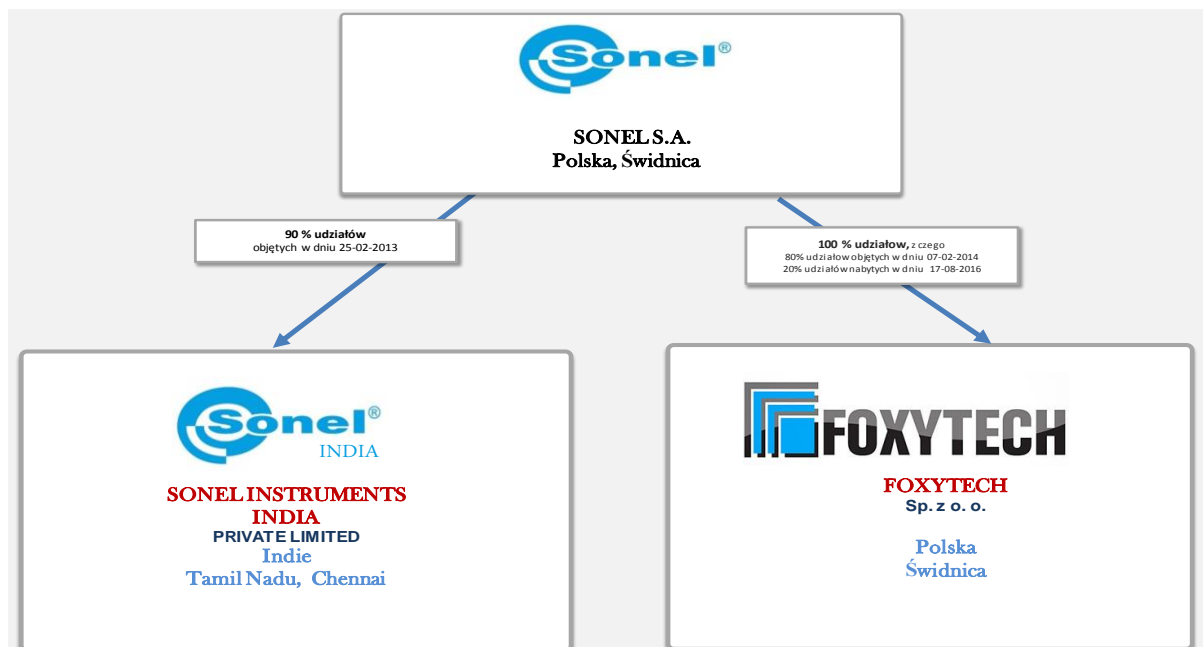 Sonel®
SONEL S.A.
Polska, Świdnica
90 % udziałów
objętych w dniu 25-02-2013
100 % udziałow, z czego
80% udziałow objętych w dniu 07-02-2014
20% udziałów nabytych w dniu 17-08-2016
Sonel®
INDIA
SONEL INSTRUMENTS
INDIA
PRIVATE LIMITED
Indie
Tamil Nadu, Chennai
FOXYTECH
FOXYTECH
Sp. z o. o.
Polska
Świdnica